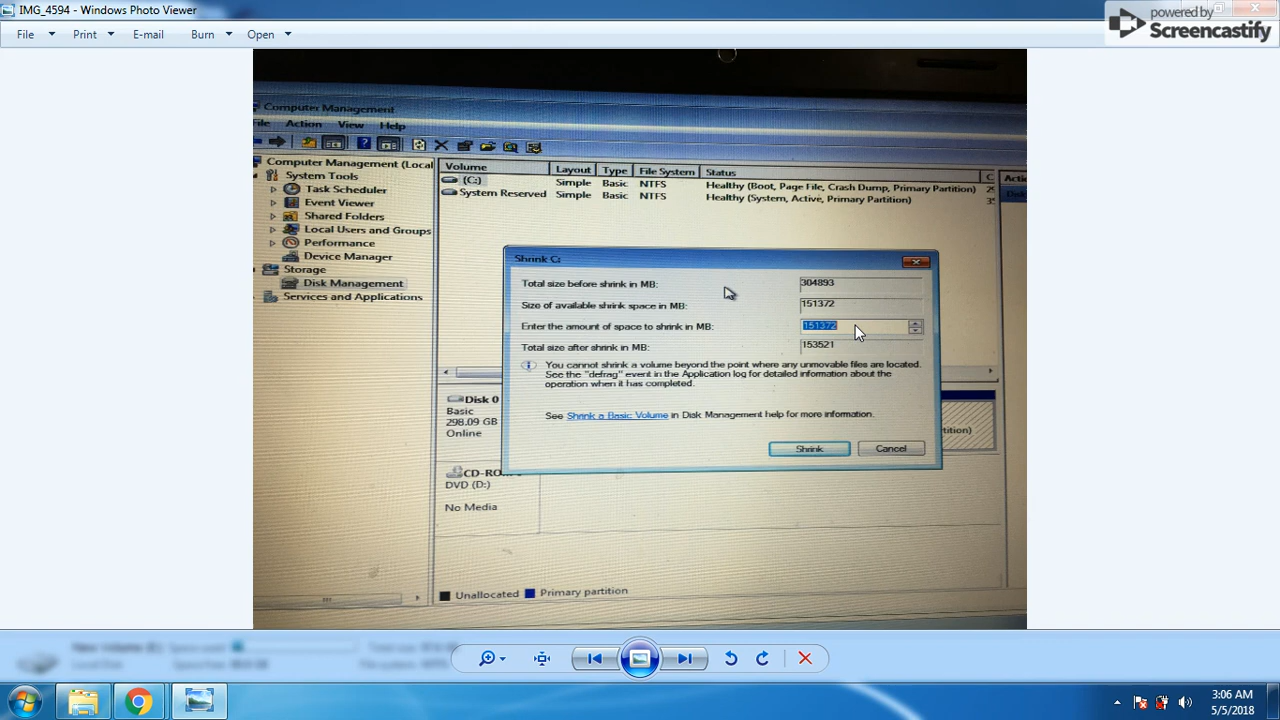 IMG_4594 - Windows Photo Viewer
powered by
Screencastify
File Print E-mail Burn Open
Computer Management
File Action View Help
Computer Management (Local
System Tools
Task Scheduler
Event Viewer
Shared Folders
Local Users and Groups
Performance
Device Manager
Storage
Disk Management
Services and Applications
Volume Layout Type File System Status C
(C:) Simple Basic NTFS Healthy (Boot, Page File, Crash Dump, Primary Partition)
System Reserved Simple Basic NTFS Healthy (System, Active, Primary Partition)
Shrink C:
Total size before shrink in MB: 304893
Size of available shrink space in MB: 151372
Enter the amount of space to shrink in MB: 151372
Total size after shrink in MB: 153521
You cannot shrink a volume beyond the point where any unmovable files are located.
See the "defrag" event in the Application log for detailed information about the
operation when it has completed.
See Shrink a Basic Volume in Disk Management help for more information.
Shrink Cancel
Disk 0
Basic
298.09 GB
Online
tition)
CD-RO
DVD (D:)
No Media
Unallocated Primary partition
3:06 AM
5/5/2018